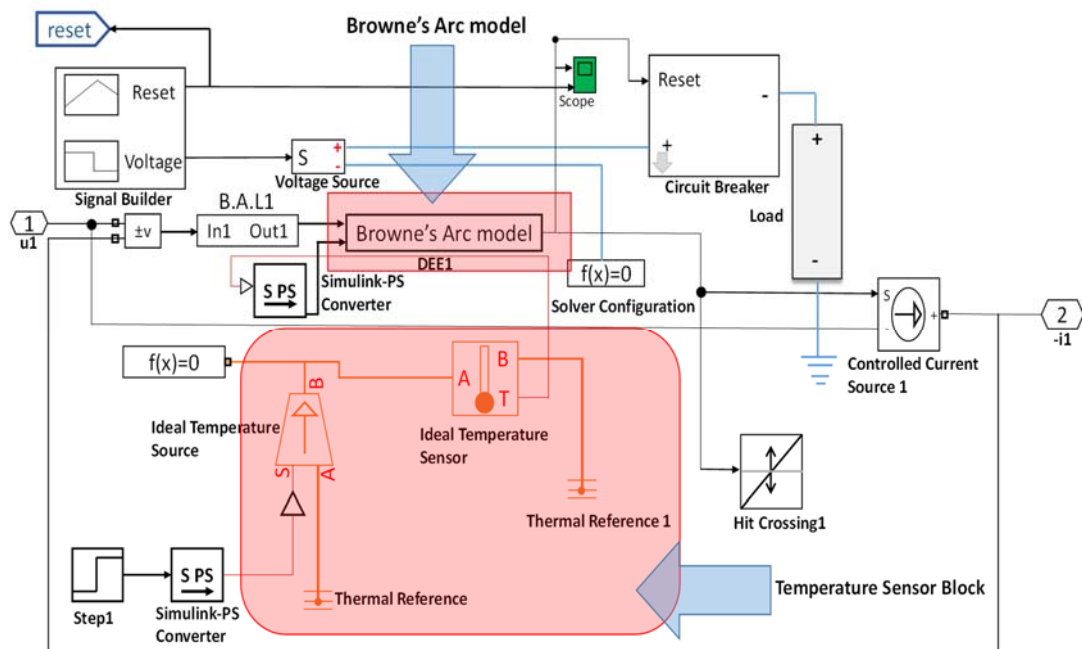 reset
Browne's Arc model
Reset
Voltage
Signal Builder
S
+
-
Voltage Source
Scope
Reset
-
+
Circuit Breaker
+
Load
-
1
u1
±v
B.A.L1
In1 Out1
Browne's Arc model
DEE1
S PS
Simulink-PS
Converter
f(x)=0
Solver Configuration
S
-
+
Controlled Current
Source 1
2
-i1
f(x)=0
B
S
A
Ideal Temperature
Source
A
B
T
Ideal Temperature
Sensor
Thermal Reference 1
Hit Crossing1
Step1
S PS
Simulink-PS
Converter
Thermal Reference
Temperature Sensor Block